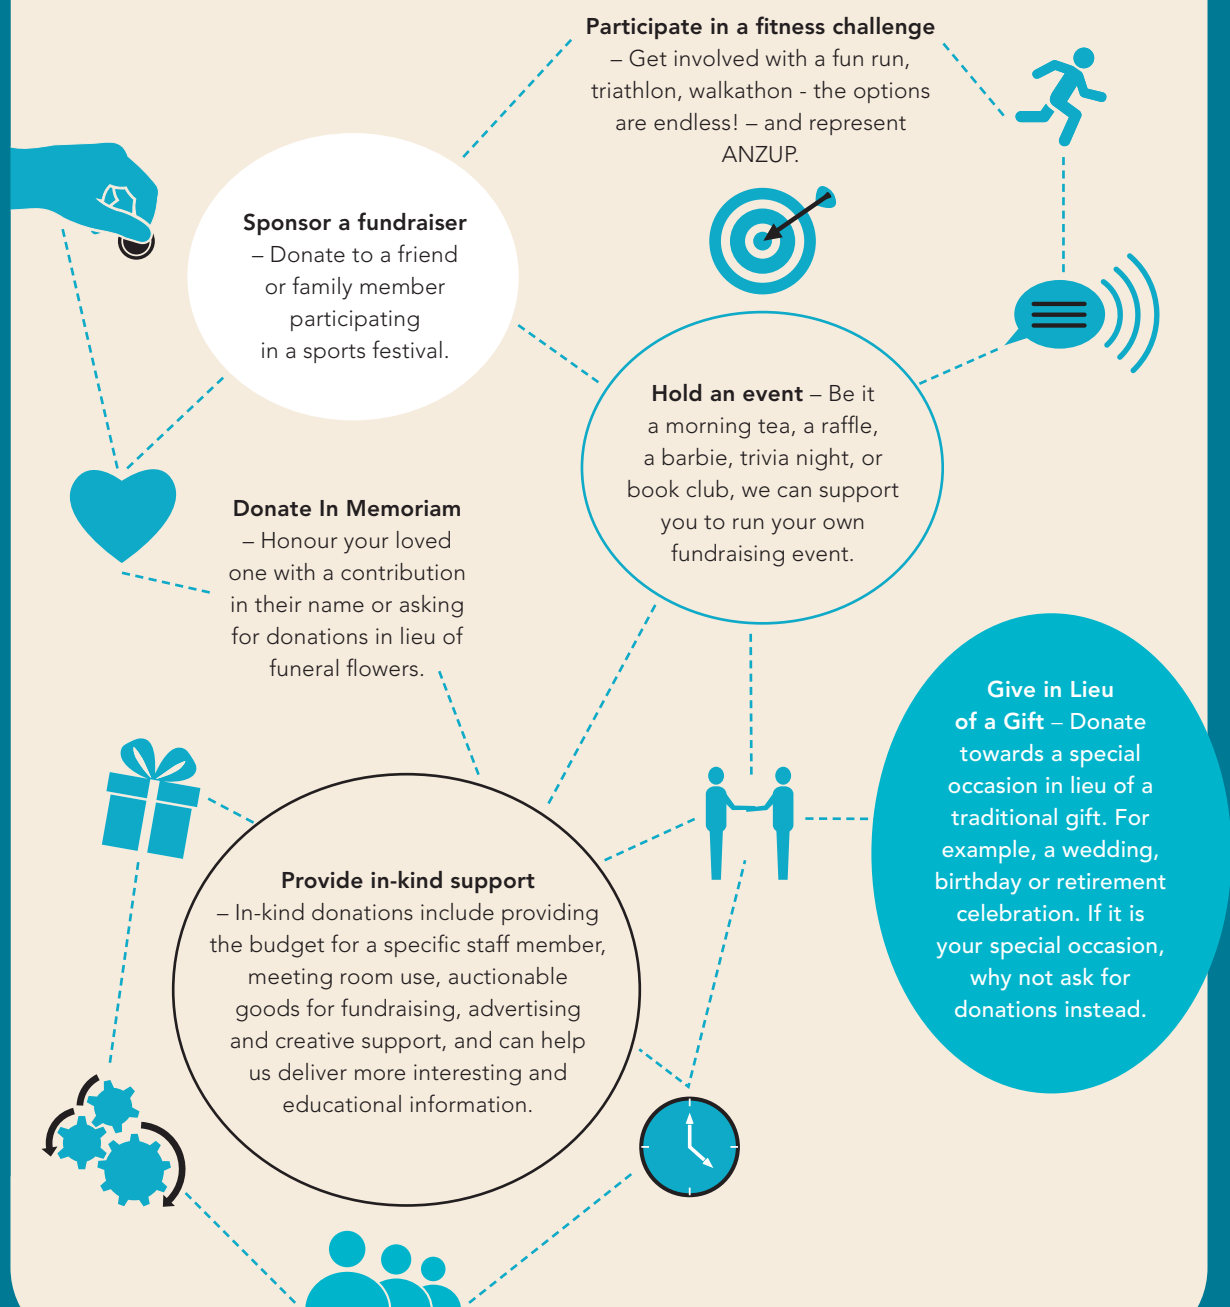 Participate in a fitness challenge
– Get involved with a fun run,
triathlon, walkathon - the options
are endless! – and represent
ANZUP.
Sponsor a fundraiser
– Donate to a friend
or family member
participating
in a sports festival.
Hold an event – Be it
a morning tea, a raffle,
a barbie, trivia night, or
book club, we can support
you to run your own
fundraising event.
Donate In Memoriam
– Honour your loved
one with a contribution
in their name or asking
for donations in lieu of
funeral flowers.
Give in Lieu
of a Gift – Donate
towards a special
occasion in lieu of a
traditional gift. For
example, a wedding,
birthday or retirement
celebration. If it is
your special occasion,
why not ask for
donations instead.
Provide in-kind support
– In-kind donations include providing
the budget for a specific staff member,
meeting room use, auctionable
goods for fundraising, advertising
and creative support, and can help
us deliver more interesting and
educational information.